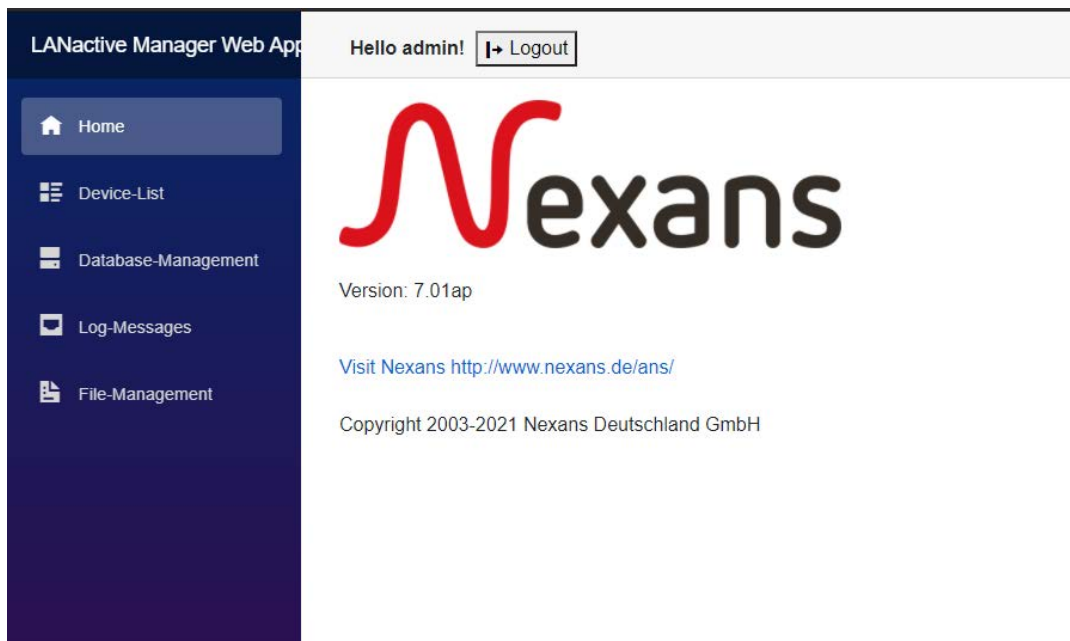 LANactive Manager Web App
Hello admin! Logout
Home
Device-List
Database-Management
Log-Messages
File-Management
Nexans
Version: 7.01ap
Visit Nexans http://www.nexans.de/ans/
Copyright 2003-2021 Nexans Deutschland GmbH